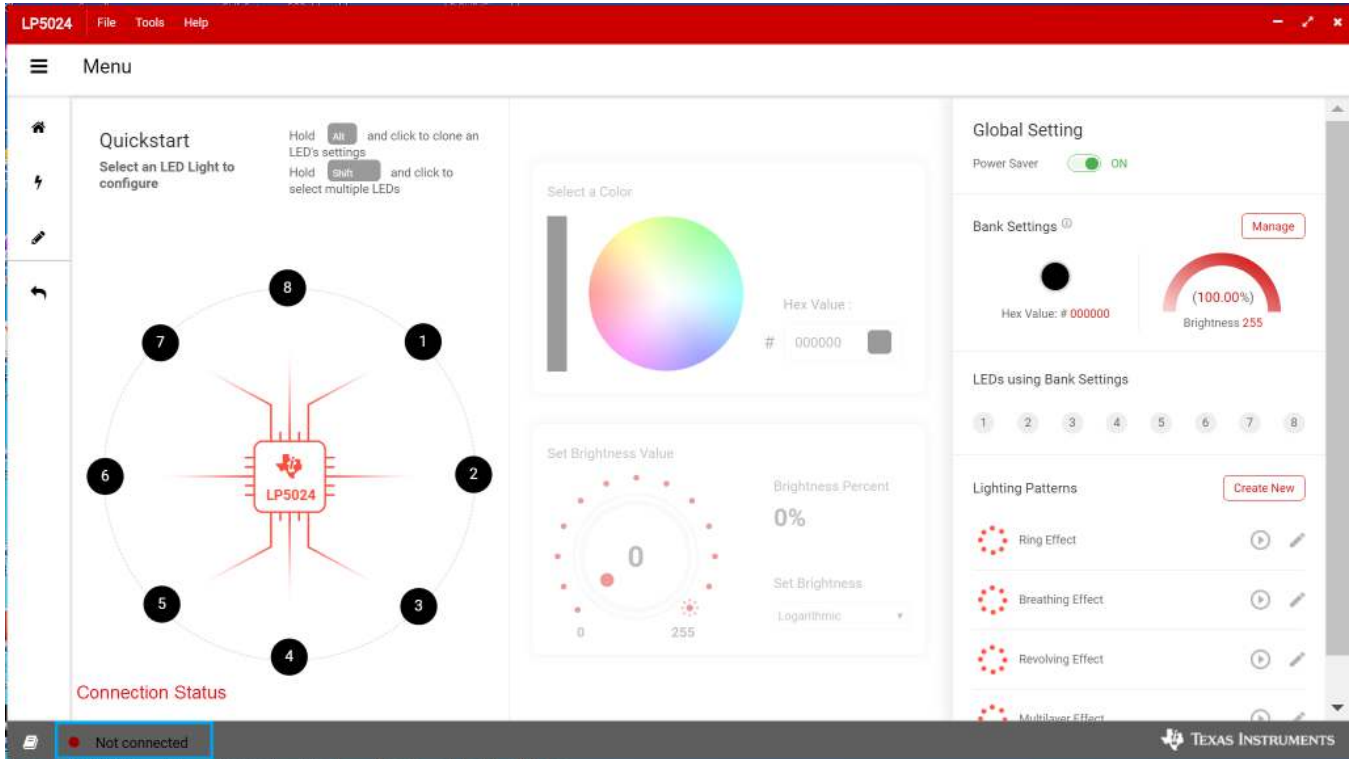 LP5024 File Tools Help
Menu
Quickstart
Select an LED Light to
configure
Hold Alt and click to clone an
LED's settings
Hold Shift and click to
select multiple LEDs
8
7
1
6
2
LP5024
5
3
4
Connection Status
Select a Color
Hex Value :
# 000000
Set Brightness Value
0
0
255
Brightness Percent
0%
Set Brightness
Logarithmic
Global Setting
Power Saver ON
Bank Settings
Manage
Hex Value: # 000000
(100.00%)
Brightness 255
LEDs using Bank Settings
1 2 3 4 5 6 7 8
Lighting Patterns
Create New
Ring Effect
Breathing Effect
Revolving Effect
Multilayer Effect
Not connected
TEXAS INSTRUMENTS